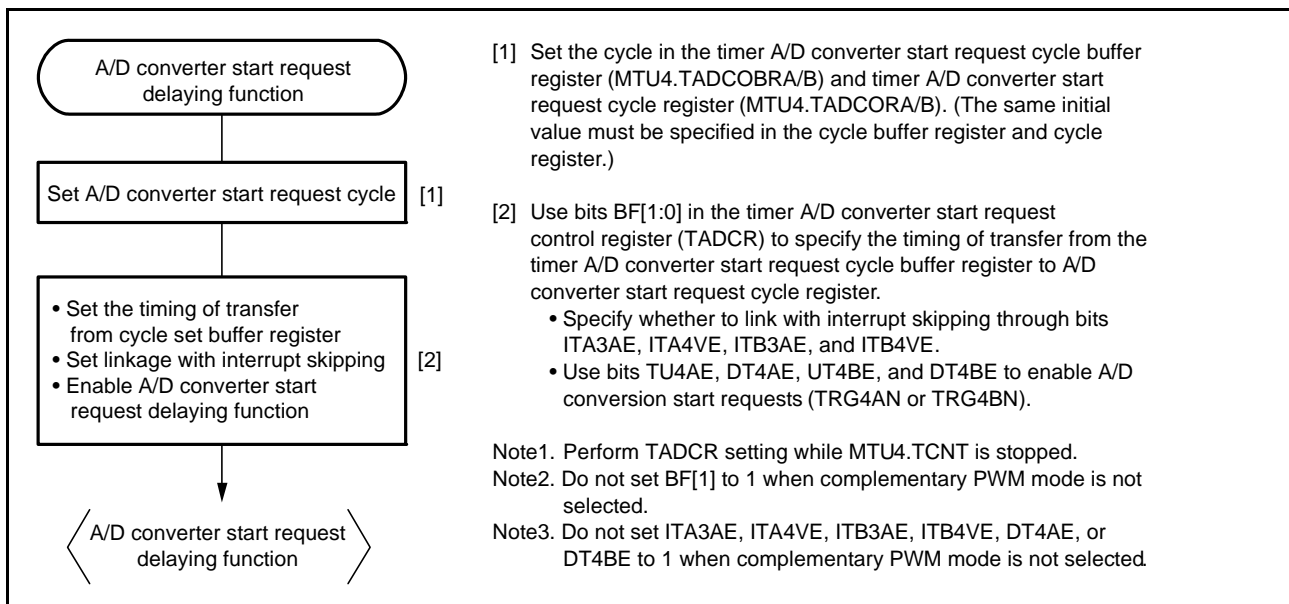 A/D converter start request
delaying function
Set A/D converter start request cycle
[1]
• Set the timing of transfer
from cycle set buffer register
• Set linkage with interrupt skipping
• Enable A/D converter start
request delaying function
[2]
A/D converter start request
delaying function
[1] Set the cycle in the timer A/D converter start request cycle buffer
register (MTU4.TADCOBRA/B) and timer A/D converter start
request cycle register (MTU4.TADCORA/B). (The same initial
value must be specified in the cycle buffer register and cycle
register.)
[2] Use bits BF[1:0] in the timer A/D converter start request
control register (TADCR) to specify the timing of transfer from the
timer A/D converter start request cycle buffer register to A/D
converter start request cycle register.
• Specify whether to link with interrupt skipping through bits
ITA3AE, ITA4VE, ITB3AE, and ITB4VE.
• Use bits TU4AE, DT4AE, UT4BE, and DT4BE to enable A/D
conversion start requests (TRG4AN or TRG4BN).
Note1. Perform TADCR setting while MTU4.TCNT is stopped.
Note2. Do not set BF[1] to 1 when complementary PWM mode is not
selected.
Note3. Do not set ITA3AE, ITA4VE, ITB3AE, ITB4VE, DT4AE, or
DT4BE to 1 when complementary PWM mode is not selected.